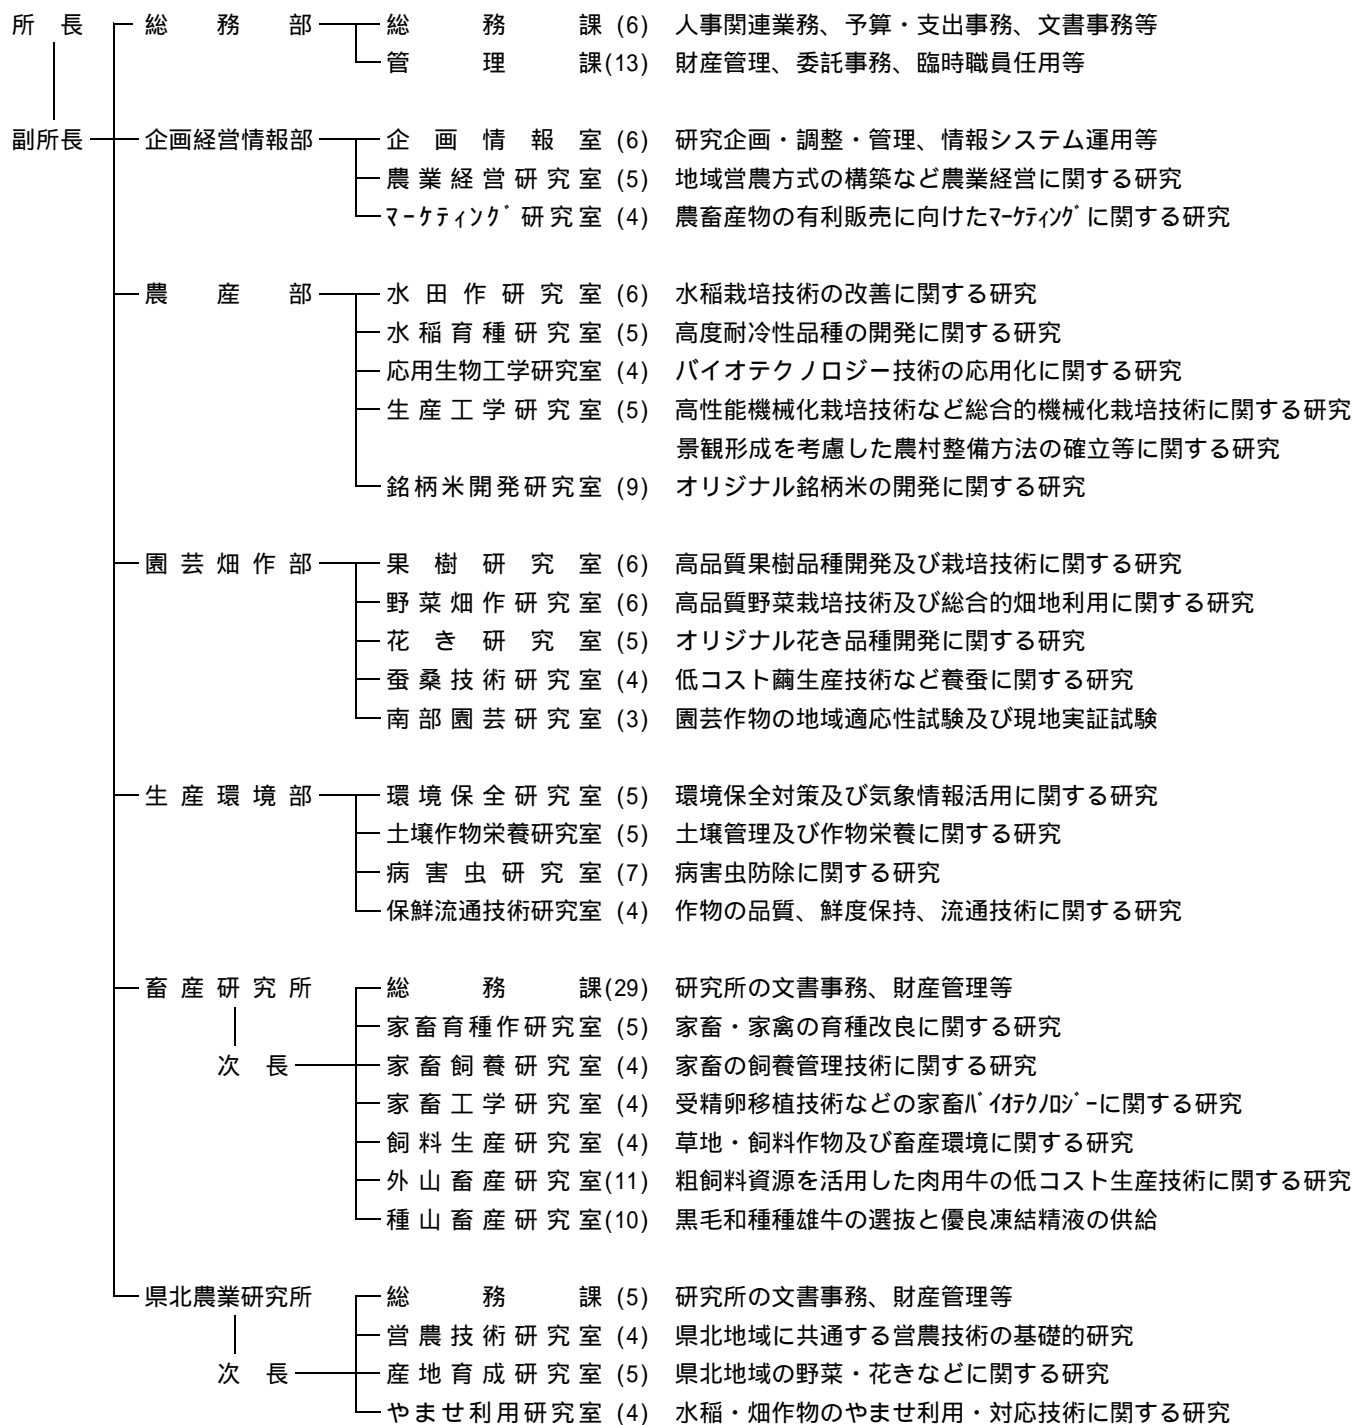 所長 総務部 総務課 (6) 人事関連業務、予算・支出事務、文書事務等
管理課(13) 財産管理、委託事務、臨時職員任用等
副所長 企画経営情報部 企画情報室 (6) 研究企画・調整・管理、情報システム運用等
農業経営研究室 (5) 地域営農方式の構築など農業経営に関する研究
ﾏｰｹﾃｨﾝｸﾞ研究室 (4) 農畜産物の有利販売に向けたﾏｰｹﾃｨﾝｸﾞに関する研究
農産部 水田作研究室 (6) 水稲栽培技術の改善に関する研究
水稲育種研究室 (5) 高度耐冷性品種の開発に関する研究
応用生物工学研究室 (4) バイオテクノロジー技術の応用化に関する研究
生産工学研究室 (5) 高性能機械化栽培技術など総合的機械化栽培技術に関する研究
景観形成を考慮した農村整備方法の確立等に関する研究
銘柄米開発研究室 (9) オリジナル銘柄米の開発に関する研究
園芸畑作部 果樹研究室 (6) 高品質果樹品種開発及び栽培技術に関する研究
野菜畑作研究室 (6) 高品質野菜栽培技術及び総合的畑地利用に関する研究
花き研究室 (5) オリジナル花き品種開発に関する研究
蚕桑技術研究室 (4) 低コスト繭生産技術など養蚕に関する研究
南部園芸研究室 (3) 園芸作物の地域適応性試験及び現地実証試験
生産環境部 環境保全研究室 (5) 環境保全対策及び気象情報活用に関する研究
土壌作物栄養研究室 (5) 土壌管理及び作物栄養に関する研究
病害虫研究室 (7) 病害虫防除に関する研究
保鮮流通技術研究室 (4) 作物の品質、鮮度保持、流通技術に関する研究
畜産研究所 総務課(29) 研究所の文書事務、財産管理等
家畜育種作研究室 (5) 家畜・家禽の育種改良に関する研究
次長 家畜飼養研究室 (4) 家畜の飼養管理技術に関する研究
家畜工学研究室 (4) 受精卵移植技術などの家畜ﾊﾞｲｵﾃｸﾉﾛｼﾞｰに関する研究
飼料生産研究室 (4) 草地・飼料作物及び畜産環境に関する研究
外山畜産研究室(11) 粗飼料資源を活用した肉用牛の低コスト生産技術に関する研究
種山畜産研究室(10) 黒毛和種種雄牛の選抜と優良凍結精液の供給
県北農業研究所 総務課 (5) 研究所の文書事務、財産管理等
営農技術研究室 (4) 県北地域に共通する営農技術の基礎的研究
次長 産地育成研究室 (5) 県北地域の野菜・花きなどに関する研究
やませ利用研究室 (4) 水稲・畑作物のやませ利用・対応技術に関する研究